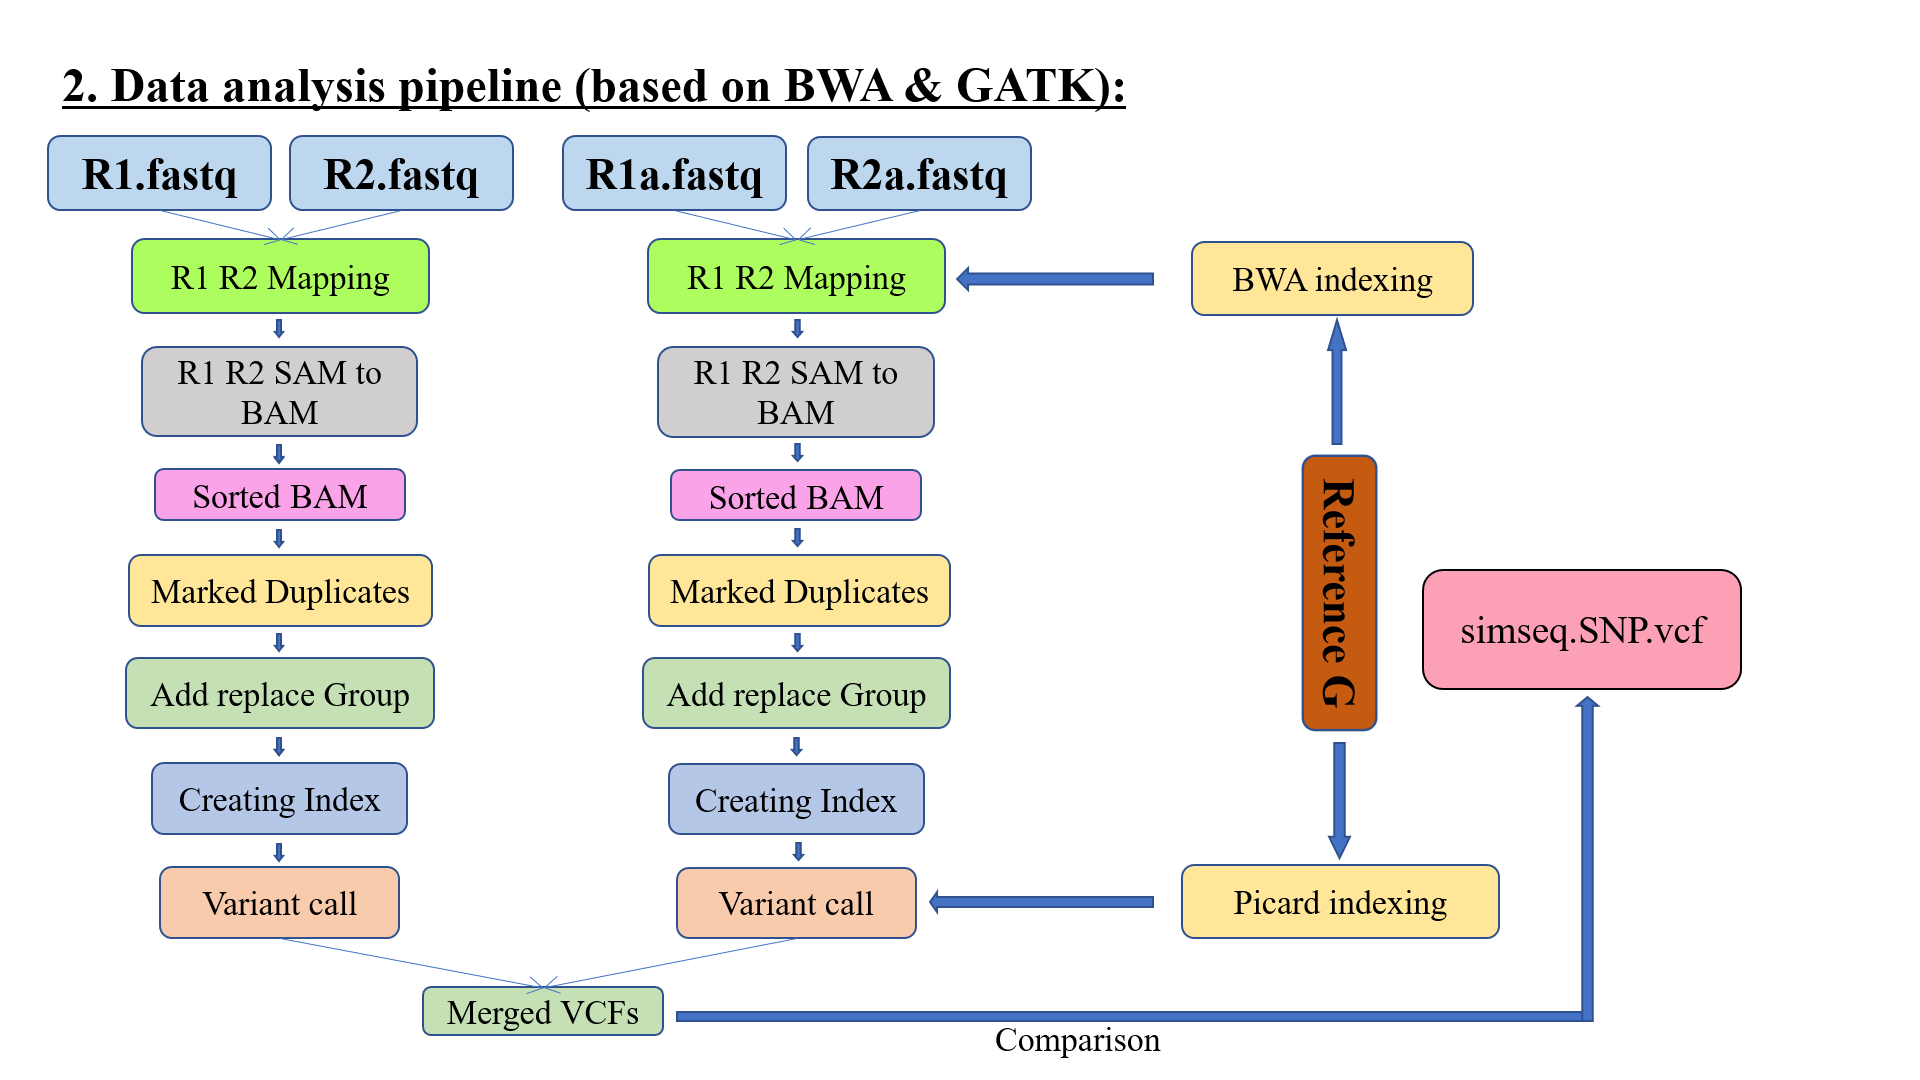 2. Data analysis pipeline (based on BWA & GATK):
R1.fastq
R2.fastq
R1a.fastq
R2a.fastq
R1 R2 Mapping
R1 R2 Mapping
BWA indexing
R1 R2 SAM to
BAM
R1 R2 SAM to
BAM
Sorted BAM
Sorted BAM
Reference G
Marked Duplicates
Marked Duplicates
simseq.SNP.vcf
Add replace Group
Add replace Group
Creating Index
Creating Index
Variant call
Variant call
Picard indexing
Merged VCFs
Comparison